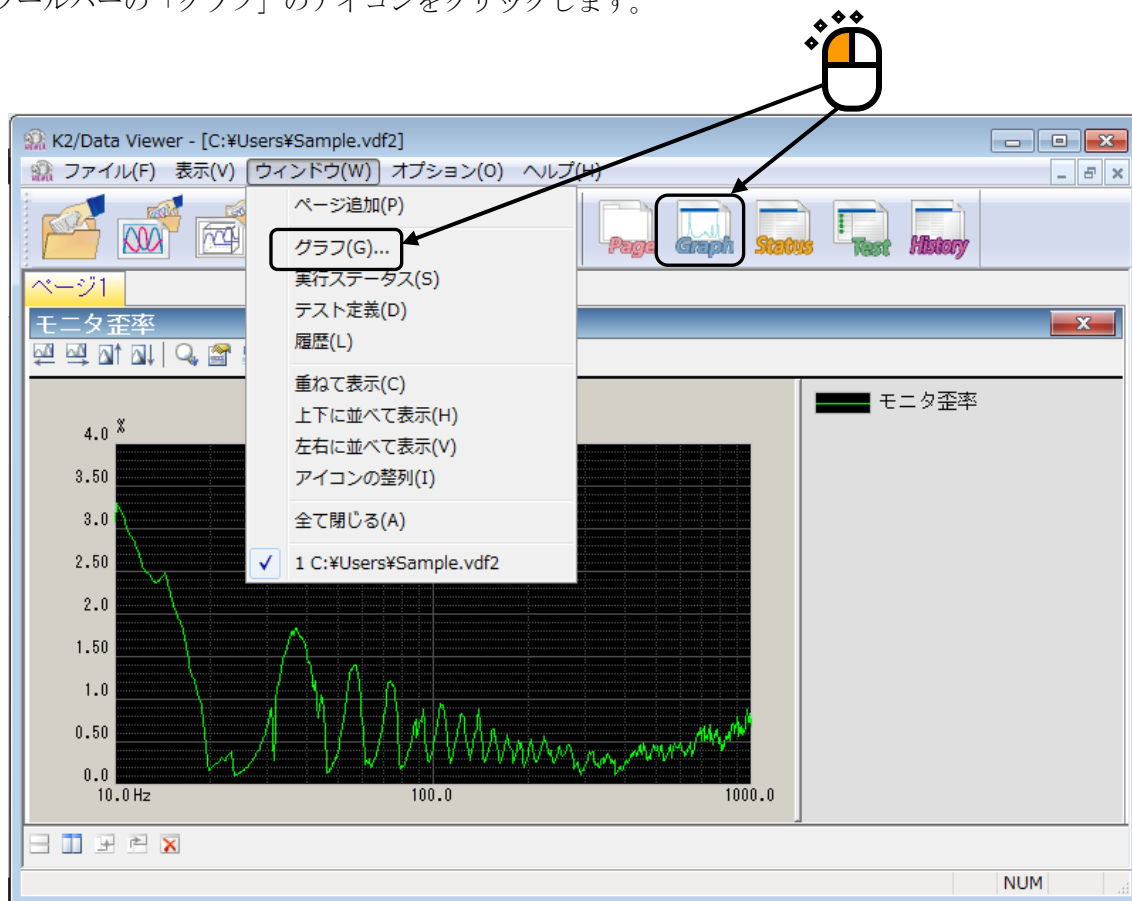 ツールバーの「グラフ」のアイコンをクリックします。
K2/Data Viewer - [C:¥Users¥Sample.vdf2]
ファイル(F) 表示(V) ウィンドウ(W) オプション(O) ヘルプ(H)
ページ追加(P)
グラフ(G)...
実行ステータス(S)
テスト定義(D)
履歴(L)
重ねて表示(C)
上下に並べて表示(H)
左右に並べて表示(V)
アイコンの整列(I)
全て閉じる(A)
1 C:¥Users¥Sample.vdf2
Page Graph Status Test History
ページ1
モニタ歪率
モニタ歪率
%
4.0
3.50
3.0
2.50
2.0
1.50
1.0
0.50
0.0
10.0 Hz 100.0 1000.0
NUM